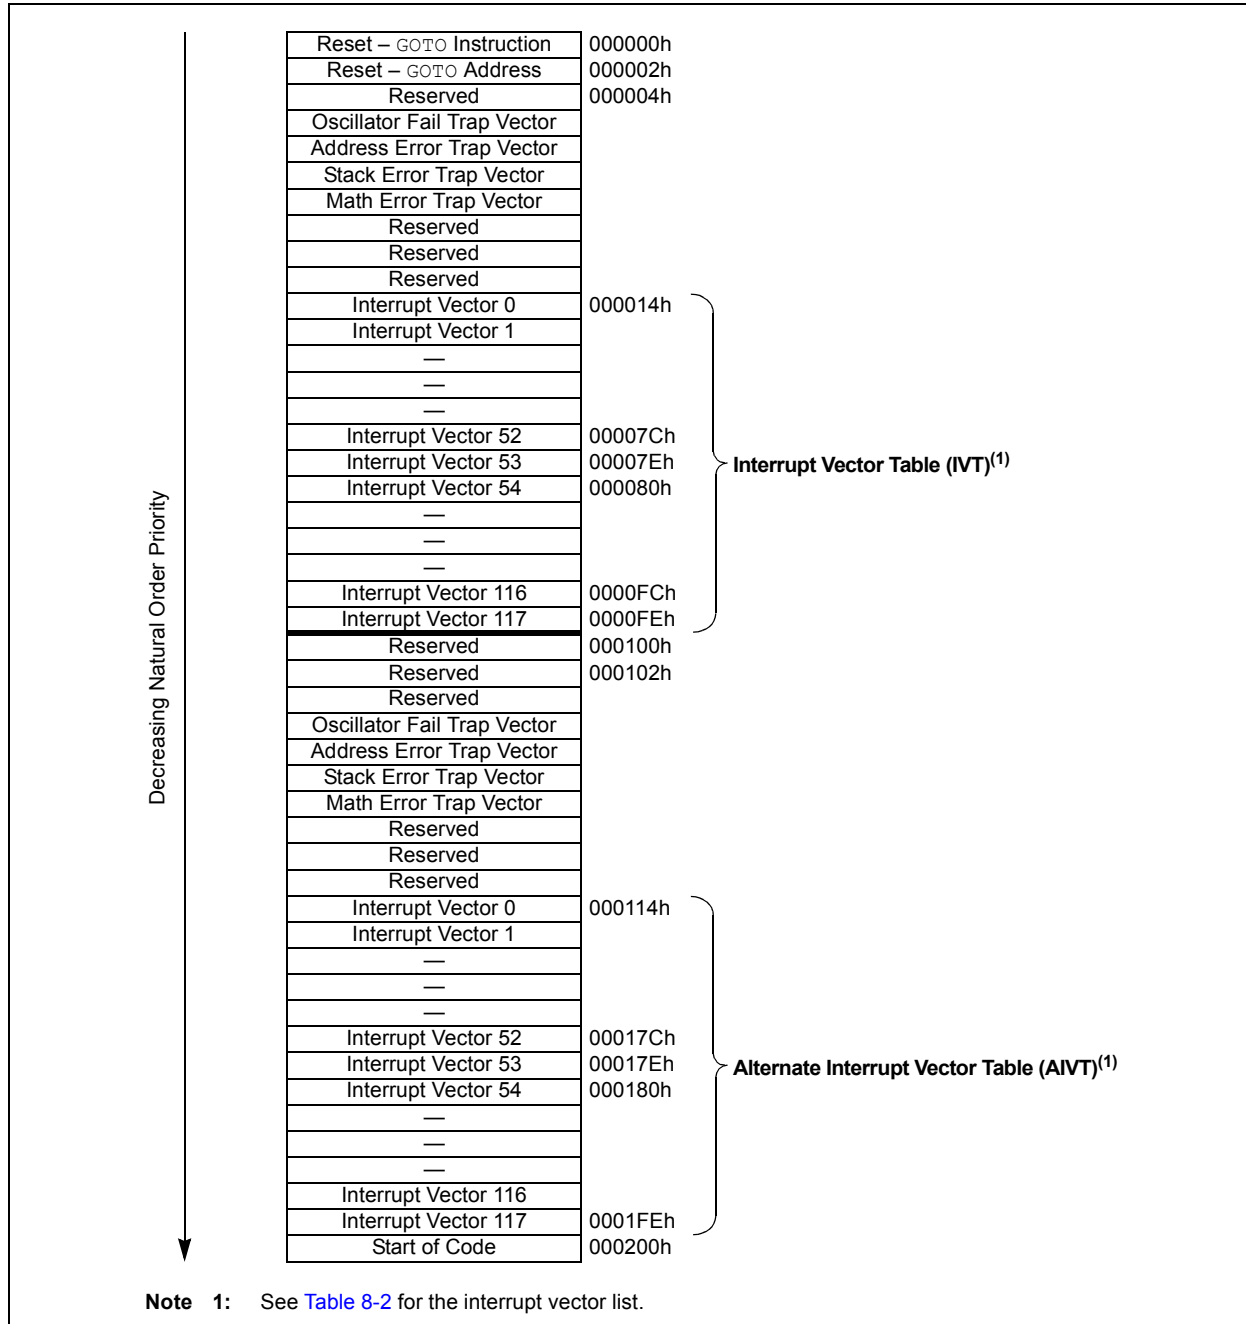 Decreasing Natural Order Priority
Reset – GOTO Instruction 000000h
Reset – GOTO Address 000002h
Reserved 000004h
Oscillator Fail Trap Vector
Address Error Trap Vector
Stack Error Trap Vector
Math Error Trap Vector
Reserved
Reserved
Reserved
Interrupt Vector 0 000014h
Interrupt Vector 1
—
—
—
Interrupt Vector 52 00007Ch
Interrupt Vector 53 00007Eh
Interrupt Vector 54 000080h
—
—
—
Interrupt Vector 116 0000FCh
Interrupt Vector 117 0000FEh
Interrupt Vector Table (IVT)(1)
Reserved 000100h
Reserved 000102h
Reserved
Oscillator Fail Trap Vector
Address Error Trap Vector
Stack Error Trap Vector
Math Error Trap Vector
Reserved
Reserved
Reserved
Interrupt Vector 0 000114h
Interrupt Vector 1
—
—
—
Interrupt Vector 52 00017Ch
Interrupt Vector 53 00017Eh
Interrupt Vector 54 000180h
—
—
—
Interrupt Vector 116
Interrupt Vector 117 0001FEh
Alternate Interrupt Vector Table (AIVT)(1)
Start of Code 000200h
Note 1: See Table 8-2 for the interrupt vector list.